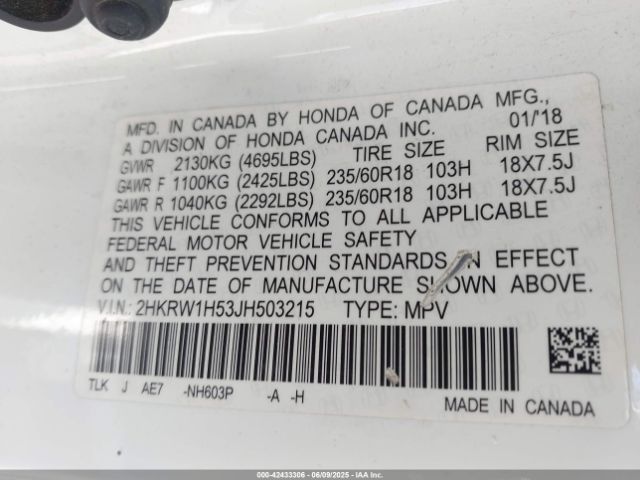 MFD. IN CANADA BY HONDA OF CANADA MFG., 01/'18
A DIVISION OF HONDA CANADA INC.
GVWR 2130KG (4695LBS) TIRE SIZE RIM SIZE
GAWR F 1100KG (2425LBS) 235/60R18 103H 18X7.5J
GAWR R 1040KG (2292LBS) 235/60R18 103H 18X7.5J
THIS VEHICLE CONFORMS TO ALL APPLICABLE
FEDERAL MOTOR VEHICLE SAFETY
AND THEFT PREVENTION STANDARDS IN EFFECT
ON THE DATE OF MANUFACTURE SHOWN ABOVE.
V.I.N.: 2HKRW1H53JH503215 TYPE: MPV
TLK J AE7 -NH603P -A -H
MADE IN CANADA
000-42433306 - 06/09/2025 - IAAI Inc. Copyright